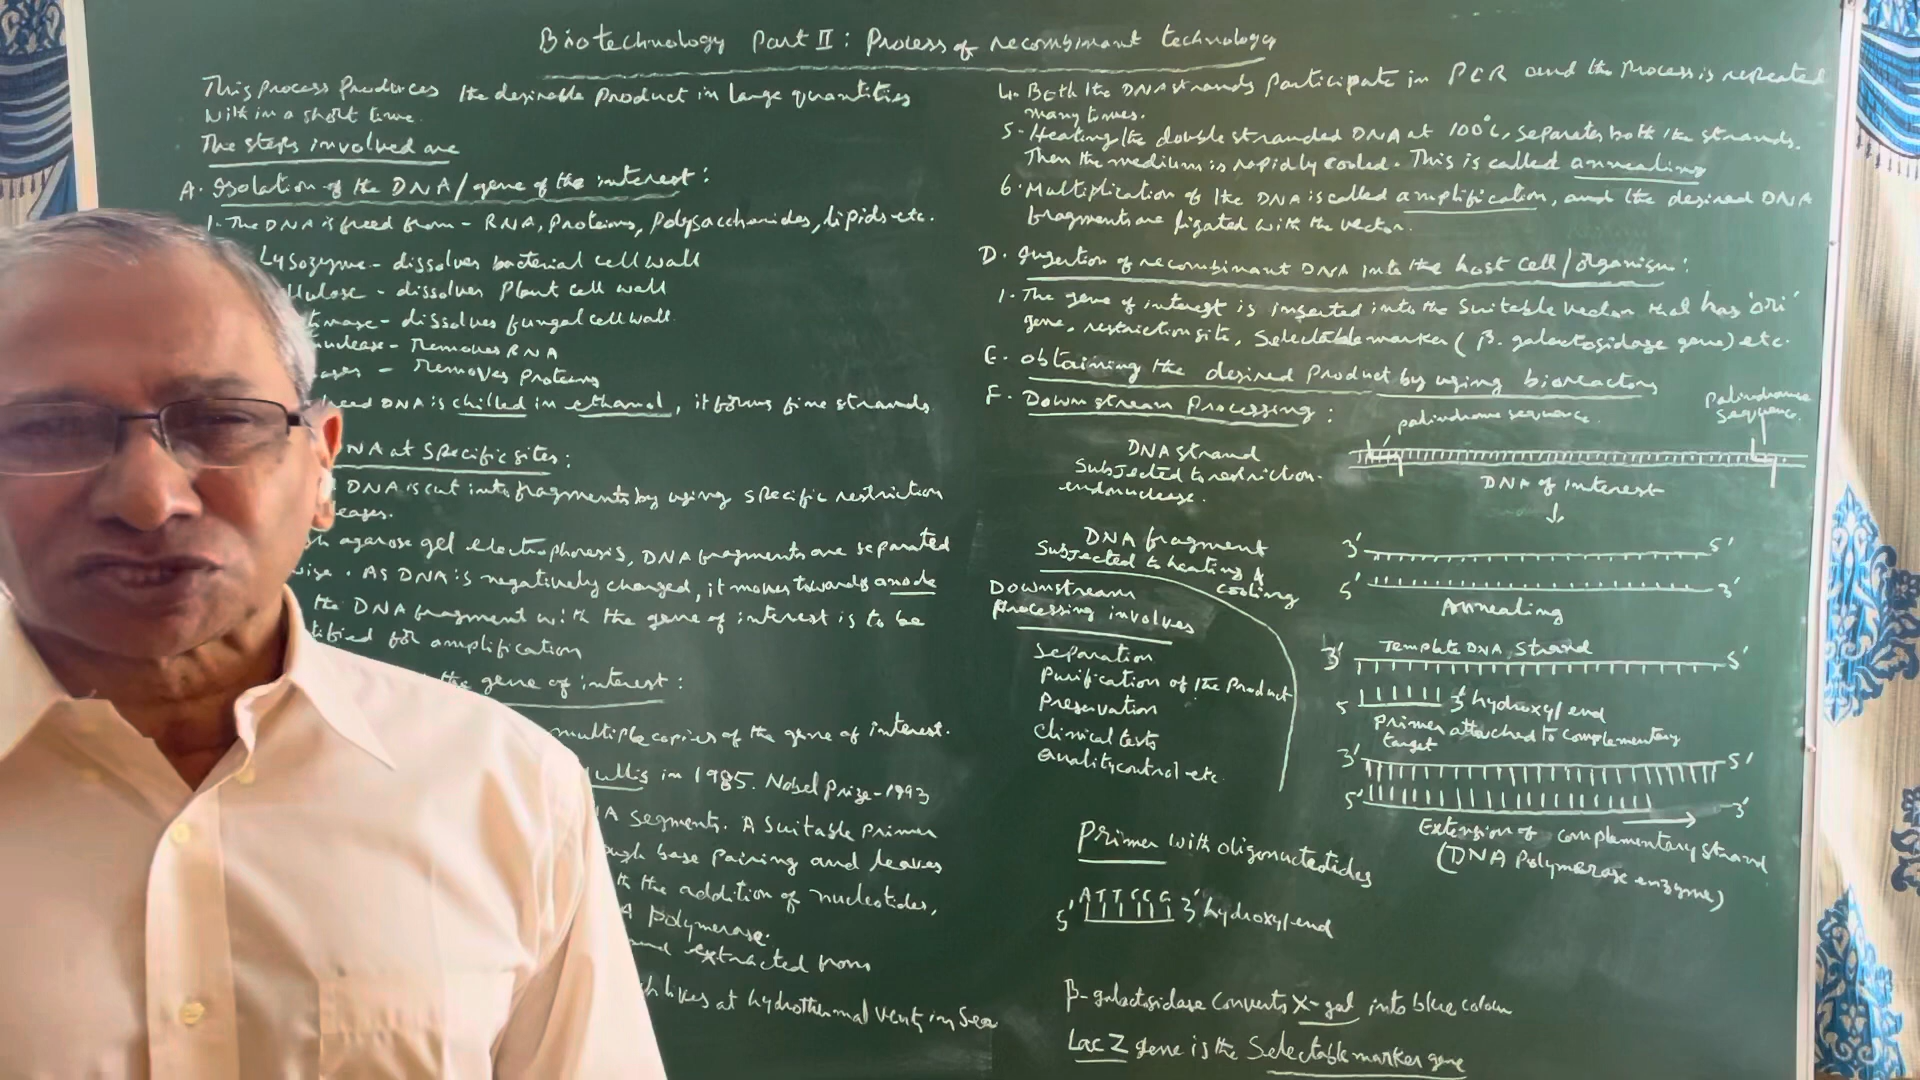 Biotechnology Part II : Process of recombinant technology
This process produces the desirable product in large quantities
with in a short time.
The steps involved are
A. Isolation of the DNA/gene of the interest :
1. The DNA is freed from - RNA, Proteins, Polysaccharides, lipids etc.
Lysozyme - dissolves bacterial cell wall
llulose - dissolves Plant cell wall
tinase - dissolves fungal cell wall
nuclease - Removes RNA
ases - removes Proteins
DNA is chilled in ethanol, it forms fine strands
NA at specific sites :
DNA is cut into fragments by using specific restriction
eases.
agarose gel electrophoresis, DNA fragments are separated
wise. As DNA is negatively charged, it moves towards anode
the DNA fragment with the gene of interest is to be
tified for amplification
the gene of interest :
multiple copies of the gene of interest.
ullis in 1985. Nobel Prize - 1993
A segments. A suitable primer
ugh base pairing and leaves
th the addition of nucleotides,
A polymerase.
and extracted from
ch lives at hydrothermal vents in sea
4. Both the DNA strands participate in PCR and the process is repeated
many times.
5. Heating the double stranded DNA at 100°C, separates both the strands.
Then the medium is rapidly cooled. This is called annealing
6. Multiplication of the DNA is called amplification, and the desired DNA
fragments are ligated with the vector.
D. Insertion of recombinant DNA into the host cell/organism :
1. The gene of interest is inserted into the suitable vector that has 'ori'
gene, restriction site, Selectable marker (β-galactosidase gene) etc.
E. obtaining the desired product by using bioreactors
F. Downstream Processing :
palindrome sequence
palindrome
sequence.
DNA strand
Subjected to restriction-
endonuclease.
DNA of interest
DNA fragment
Subjected to heating &
cooling
3' 5'
5' 3'
Annealing
Downstream
Processing involves
Separation
Purification of the Product
Preservation
Clinical tests
Quality control etc.
Template DNA Strand
3' 5'
5 3' hydroxyl end
Primer attached to complementary
target
3' 5'
5' 3'
Extension of complementary strand
(DNA Polymerase enzyme)
Primer with oligonucleotides
ATTCCG
5' 3' hydroxyl end
β-galactosidase converts X-gal into blue colour
Lac Z gene is the Selectable marker gene